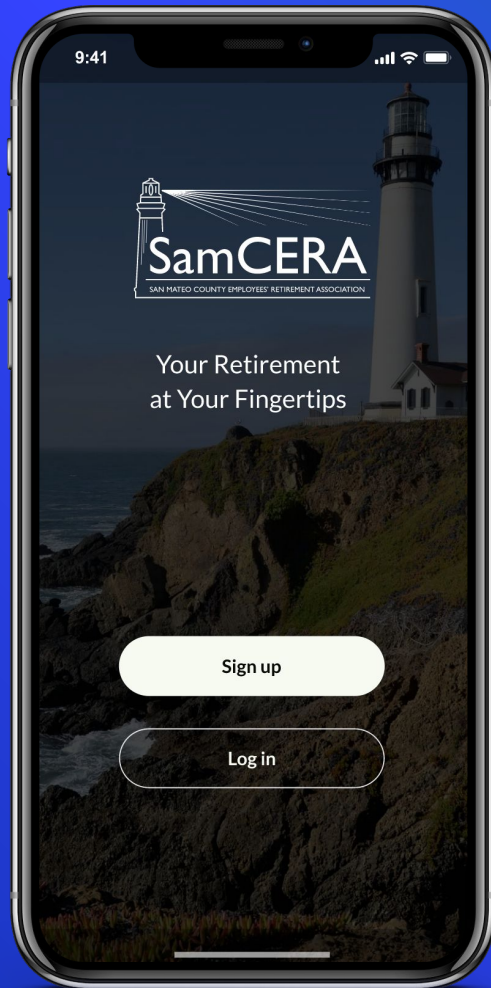 9:41
SamCERA
SAN MATEO COUNTY EMPLOYEES' RETIREMENT ASSOCIATION
Your Retirement
at Your Fingertips
Sign up
Log in